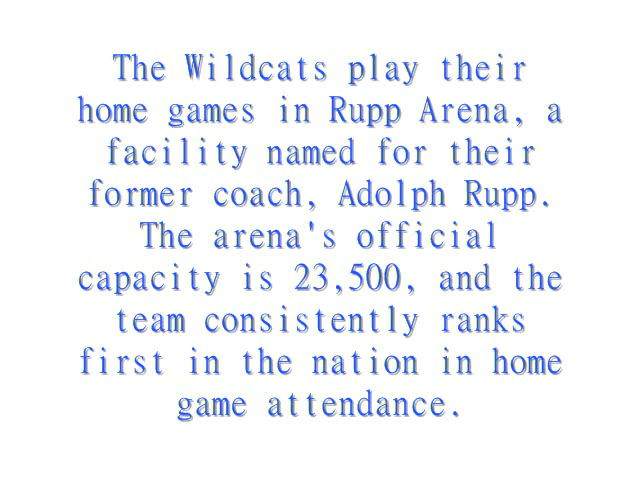 The Wildcats play their
home games in Rupp Arena, a
facility named for their
former coach, Adolph Rupp.
The arena's official
capacity is 23,500, and the
team consistently ranks
first in the nation in home
game attendance.